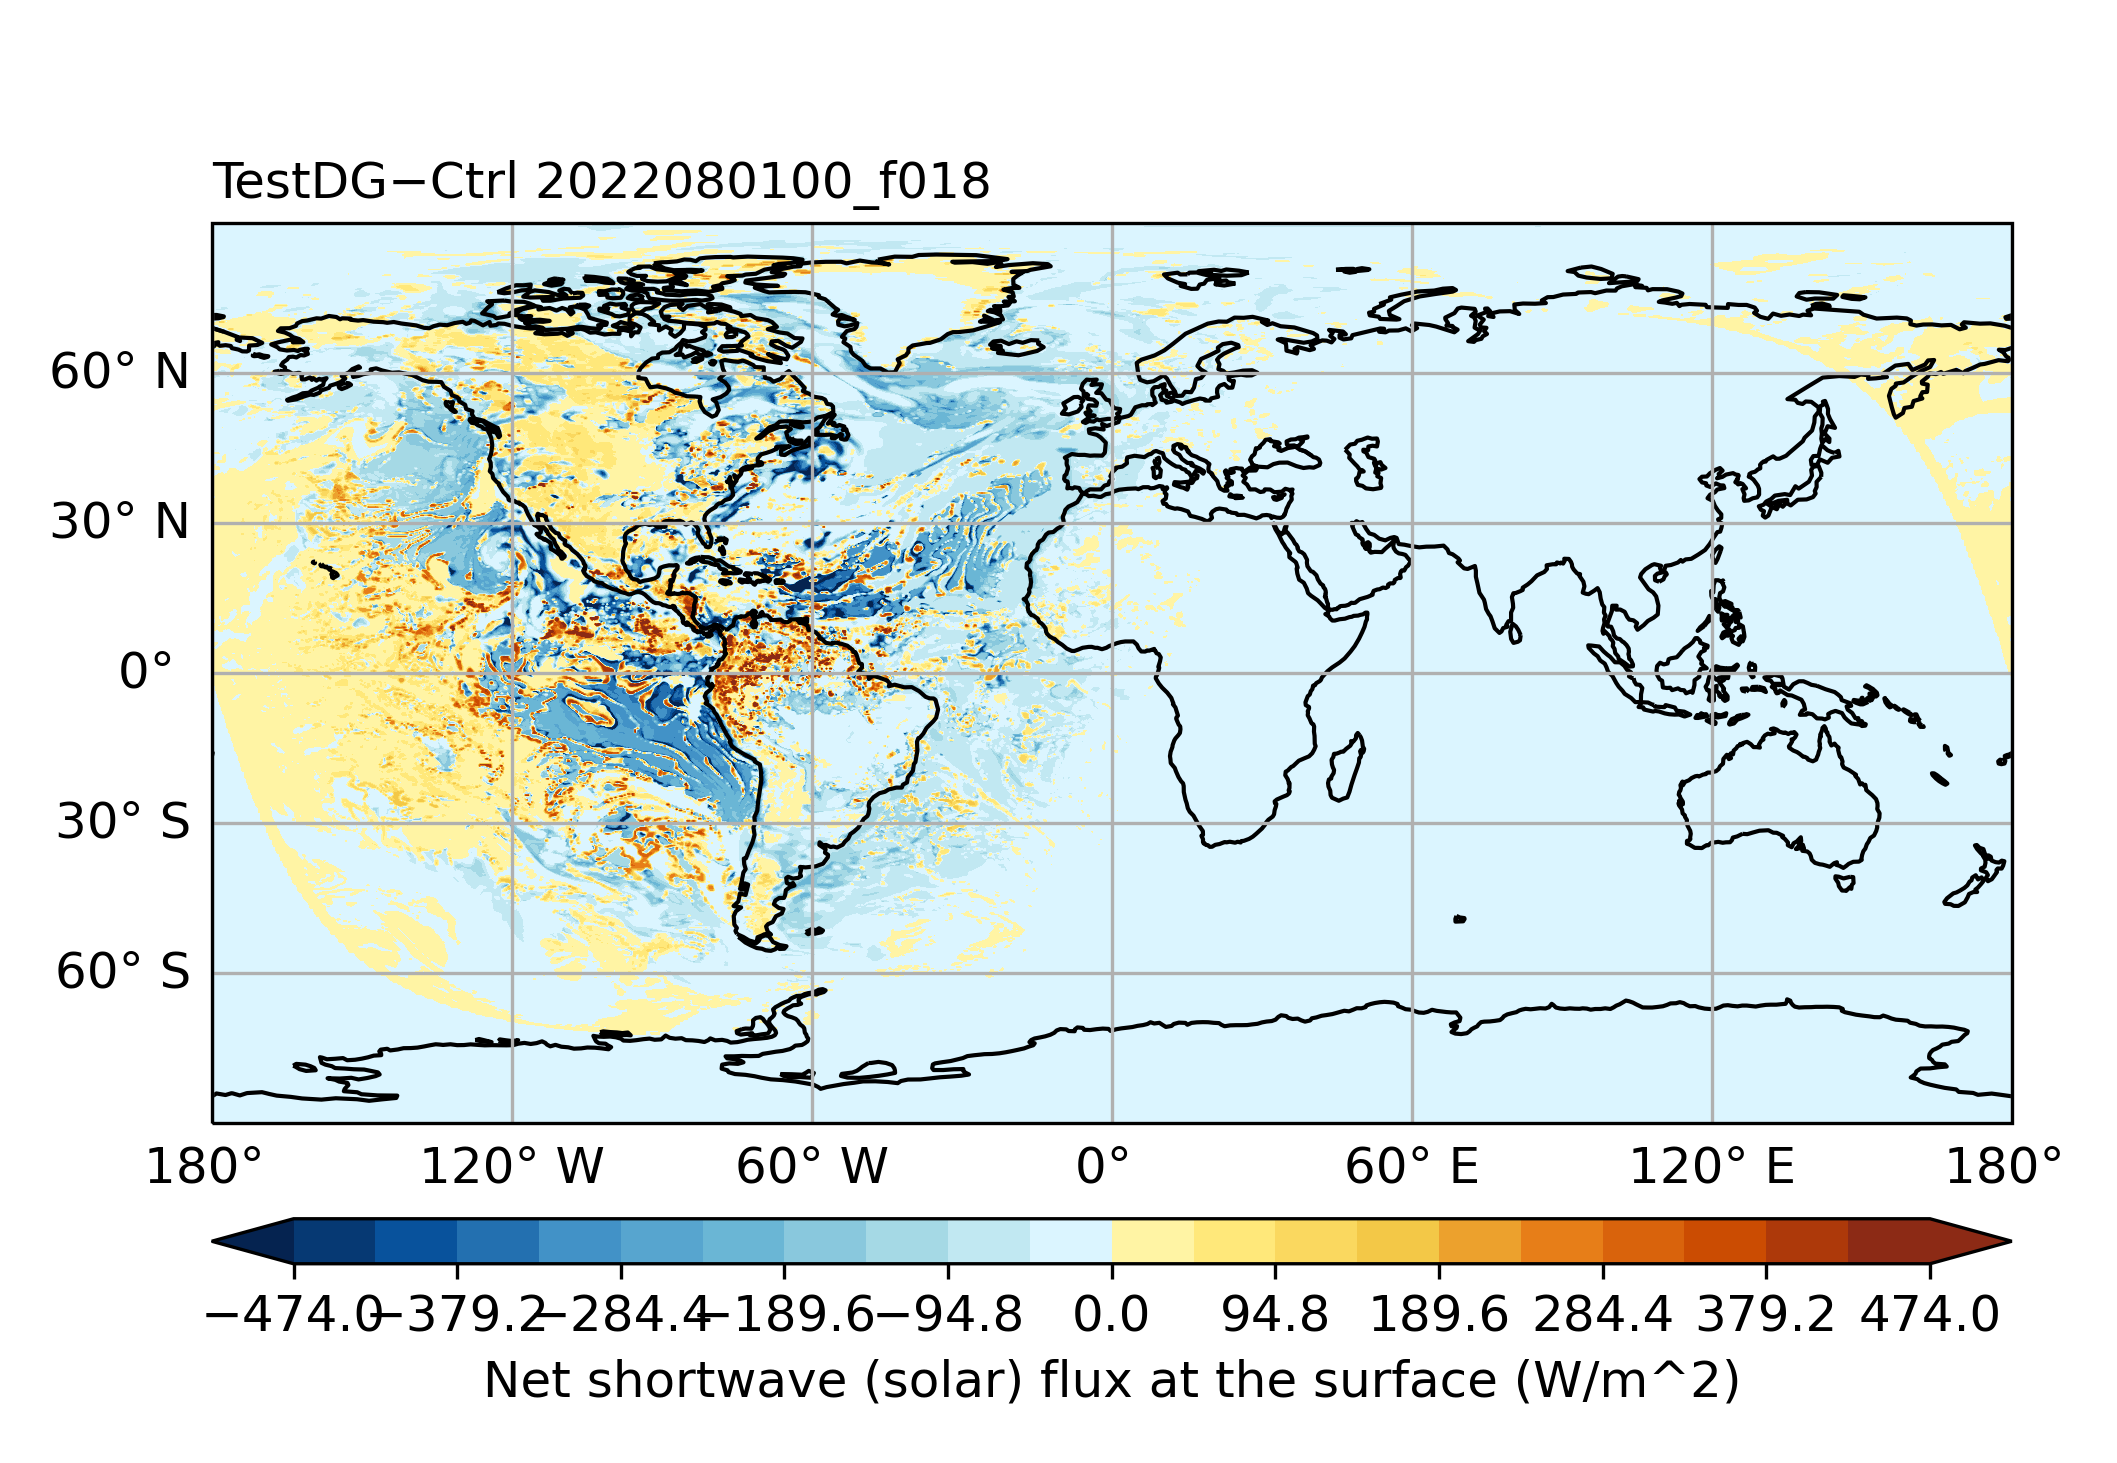 TestDG−Ctrl 2022080100_f018
60° N
30° N
0°
30° S
60° S
180° 120° W 60° W 0° 60° E 120° E 180°
−474.0 −379.2 −284.4 −189.6 −94.8 0.0 94.8 189.6 284.4 379.2 474.0
Net shortwave (solar) flux at the surface (W/m^2)